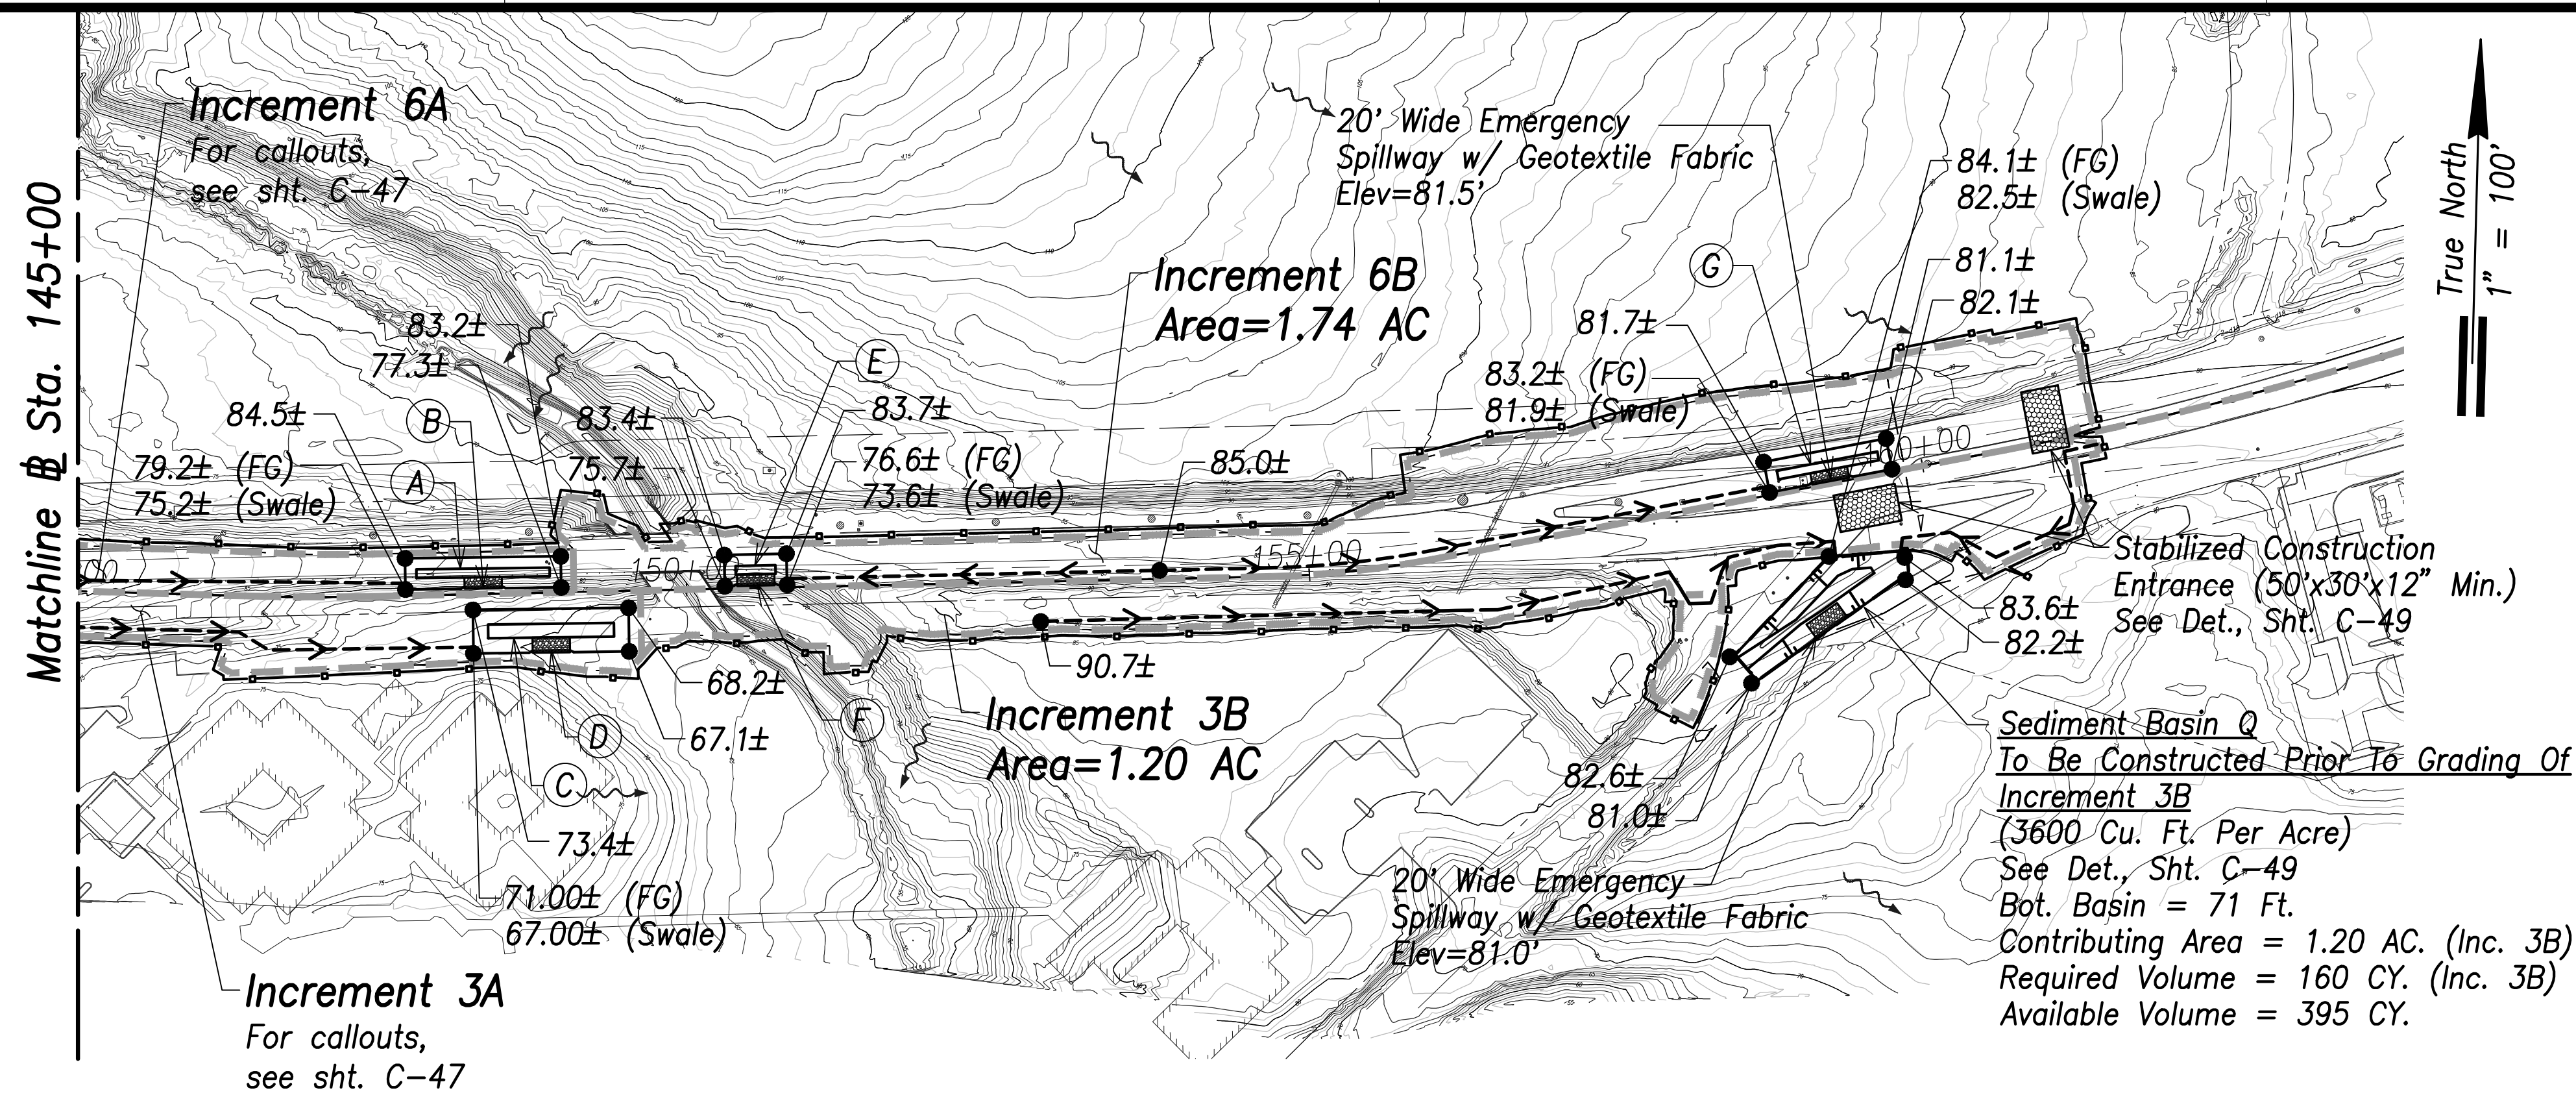 Matchline ⅊ Sta. 145+00
Increment 6A
For callouts,
see sht. C-47
20' Wide Emergency
Spillway w/ Geotextile Fabric
Elev=81.5'
84.1± (FG)
82.5± (Swale)
True North
1" = 100'
81.1±
82.1±
G
Increment 6B
Area=1.74 AC
81.7±
83.2± (FG)
81.9± (Swale)
83.2±
77.3±
84.5±
B
83.4±
E
83.7±
79.2± (FG)
75.2± (Swale)
A
75.7±
76.6± (FG)
73.6± (Swale)
85.0±
150+00
155+00
160+00
Stabilized Construction
Entrance (50'x30'x12" Min.)
See Det., Sht. C-49
83.6±
82.2±
90.7±
68.2±
67.1±
F
D
C
73.4±
71.00± (FG)
67.00± (Swale)
Increment 3B
Area=1.20 AC
82.6±
81.0±
20' Wide Emergency
Spillway w/ Geotextile Fabric
Elev=81.0'
Sediment Basin Q
To Be Constructed Prior To Grading Of
Increment 3B
(3600 Cu. Ft. Per Acre)
See Det., Sht. C-49
Bot. Basin = 71 Ft.
Contributing Area = 1.20 AC. (Inc. 3B)
Required Volume = 160 CY. (Inc. 3B)
Available Volume = 395 CY.
Increment 3A
For callouts,
see sht. C-47